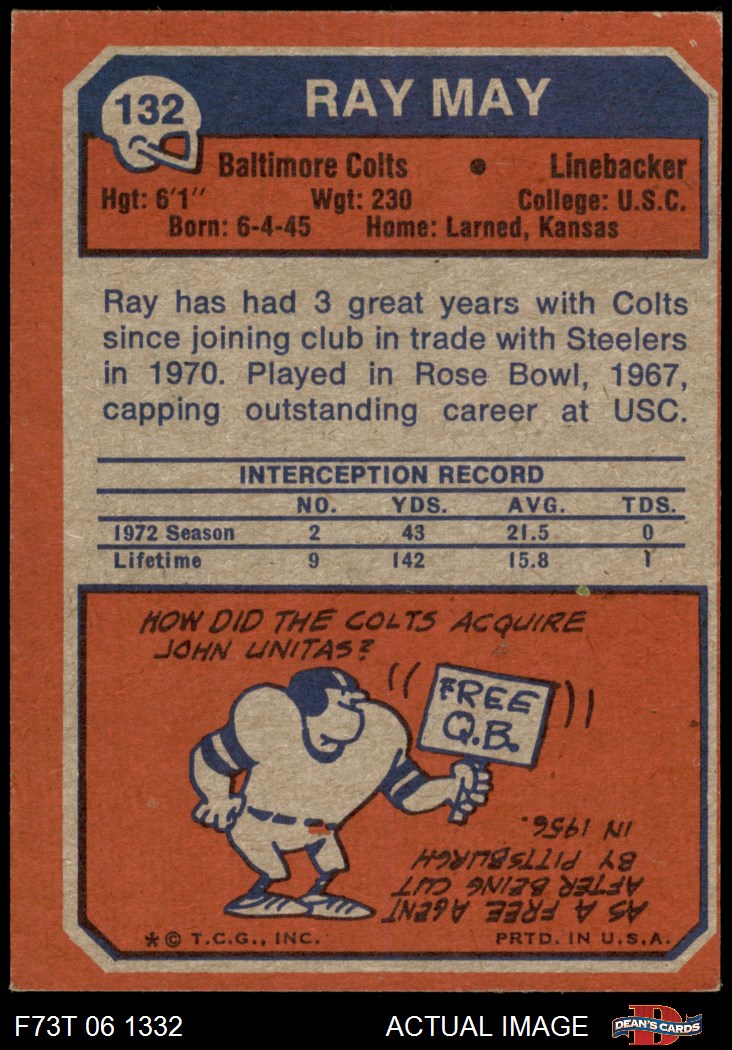 132
RAY MAY
Baltimore Colts • Linebacker
Hgt: 6'1'' Wgt: 230 College: U.S.C.
Born: 6-4-45 Home: Larned, Kansas
Ray has had 3 great years with Colts
since joining club in trade with Steelers
in 1970. Played in Rose Bowl, 1967,
capping outstanding career at USC.
INTERCEPTION RECORD
NO. YDS. AVG. TDS.
1972 Season 2 43 21.5 0
Lifetime 9 142 15.8 1
HOW DID THE COLTS ACQUIRE
JOHN UNITAS?
FREE
Q.B.
AS A FREE AGENT
AFTER BEING CUT
BY PITTSBURGH
IN 1956.
*© T.C.G., INC. PRTD. IN U.S.A.
F73T 06 1332 ACTUAL IMAGE
D
DEAN'S CARDS